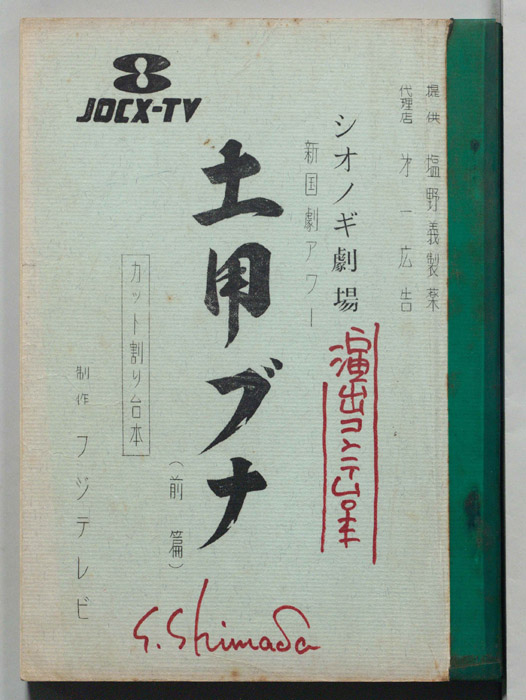 提供 塩野義製薬
代理店 第一広告
シオノギ劇場
演出コンテ台本
新国劇アワー
土用ブナ
(前篇)
カット割り台本
制作 フジテレビ
8
JOCX-TV
S. Shimada